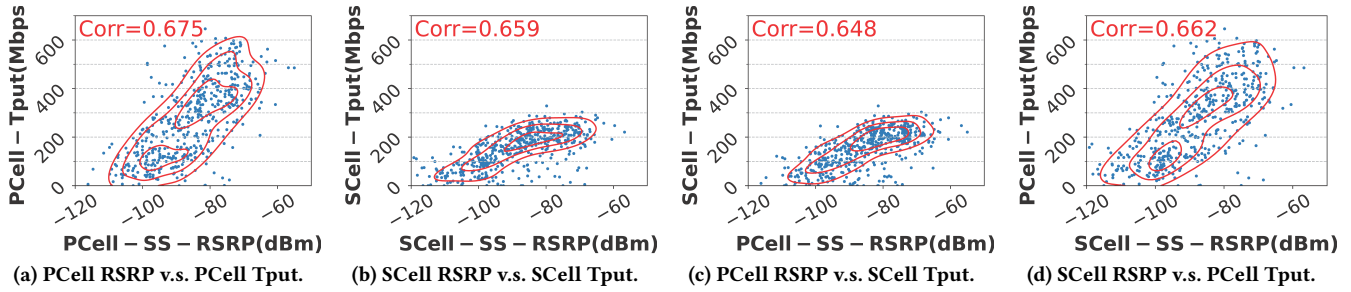 Corr=0.675
PCell − Tput(Mbps
600
400
200
0
−120
−100
−80
−60
PCell − SS − RSRP(dBm)
(a) PCell RSRP v.s. PCell Tput.
Corr=0.659
SCell − Tput(Mbps
600
400
200
0
−120
−100
−80
−60
SCell − SS − RSRP(dBm)
(b) SCell RSRP v.s. SCell Tput.
Corr=0.648
SCell − Tput(Mbps
600
400
200
0
−120
−100
−80
−60
PCell − SS − RSRP(dBm)
(c) PCell RSRP v.s. SCell Tput.
Corr=0.662
PCell − Tput(Mbps
600
400
200
0
−120
−100
−80
−60
SCell − SS − RSRP(dBm)
(d) SCell RSRP v.s. PCell Tput.